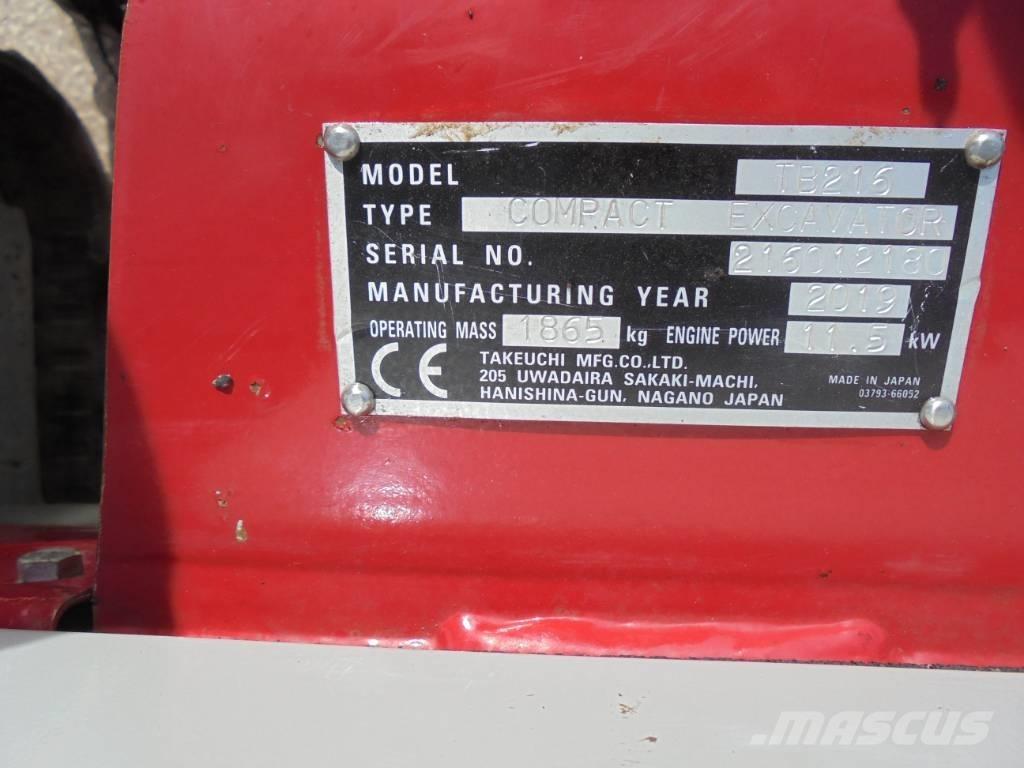 MODEL TB216
TYPE COMPACT EXCAVATOR
SERIAL NO. 216012180
MANUFACTURING YEAR 2019
OPERATING MASS 1865 kg ENGINE POWER 11.5 kW
CE TAKEUCHI MFG.CO.,LTD.
205 UWADAIRA SAKAKI-MACHI,
HANISHINA-GUN, NAGANO JAPAN
MADE IN JAPAN
03793-66052
MASCUS